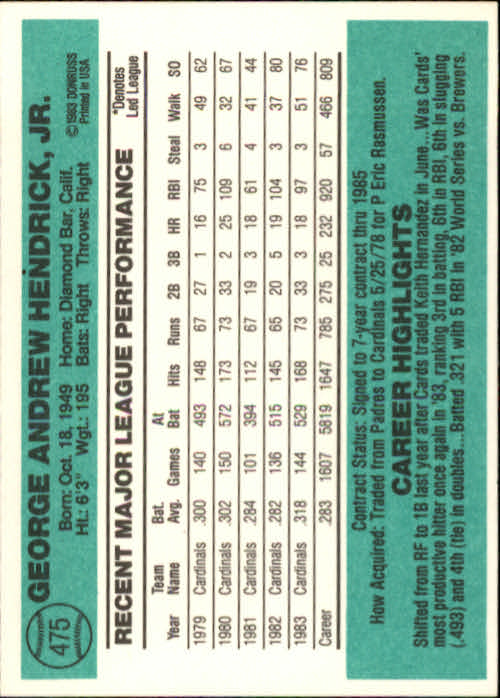 475
GEORGE ANDREW HENDRICK, JR.
Born: Oct. 18, 1949 Home: Diamond Bar, Calif.
Ht.: 6'3" Wgt.: 195 Bats: Right Throws: Right
© 1983 DONRUSS
Printed in USA
RECENT MAJOR LEAGUE PERFORMANCE
*Denotes
Led League
Year Team Name Bat. Avg. Games At Bat Hits Runs 2B 3B HR RBI Steal Walk SO
1979 Cardinals .300 140 493 148 67 27 1 16 75 3 49 62
1980 Cardinals .302 150 572 173 73 33 2 25 109 6 32 67
1981 Cardinals .284 101 394 112 67 19 3 18 61 4 41 44
1982 Cardinals .282 136 515 145 65 20 5 19 104 3 37 80
1983 Cardinals .318 144 529 168 73 33 3 18 97 3 51 76
Career .283 1607 5819 1647 785 275 25 232 920 57 466 809
Contract Status: Signed to 7-year contract thru 1985
How Acquired: Traded from Padres to Cardinals 5/26/78 for P Eric Rasmussen.
CAREER HIGHLIGHTS
Shifted from RF to 1B last year after Cards traded Keith Hernandez in June...Was Cards'
most productive hitter once again in '83, ranking 3rd in batting, 6th in RBI, 6th in slugging
(.493) and 4th (tie) in doubles...Batted .321 with 5 RBI in '82 World Series vs. Brewers.